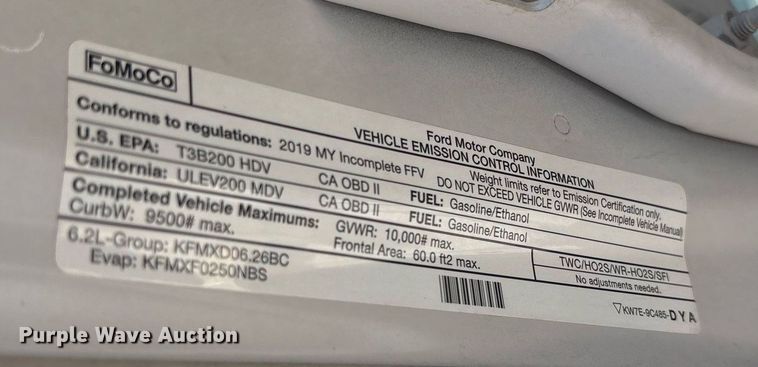 FoMoCo
Ford Motor Company
VEHICLE EMISSION CONTROL INFORMATION
Conforms to regulations: 2019 MY Incomplete FFV
Weight limits refer to Emission Certification only.
DO NOT EXCEED VEHICLE GVWR (See Incomplete Vehicle Manual)
U.S. EPA: T3B200 HDV CA OBD II FUEL: Gasoline/Ethanol
California: ULEV200 MDV CA OBD II FUEL: Gasoline/Ethanol
Completed Vehicle Maximums: GVWR: 10,000# max.
CurbW: 9500# max. Frontal Area: 60.0 ft2 max.
6.2L-Group: KFMXD06.26BC
Evap: KFMXF0250NBS
TWC/HO2S/WR-HO2S/SFI
No adjustments needed.
KW7E-9C485-DYA
Purple Wave Auction